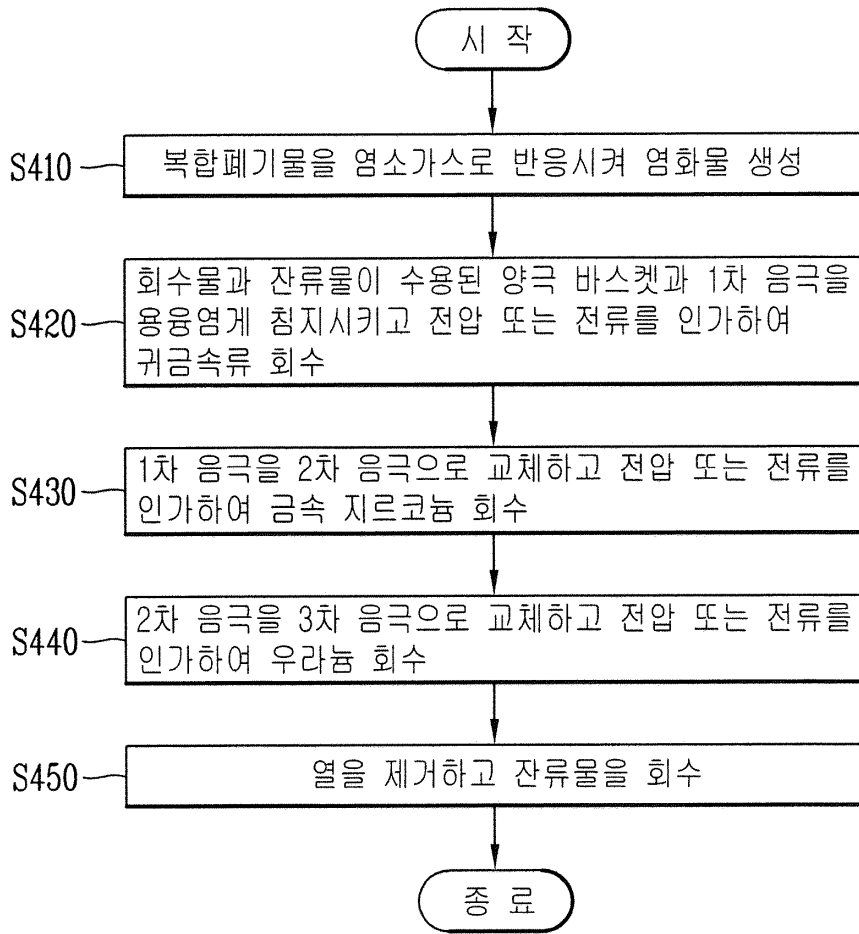 시 작
S410
복합폐기물을 염소가스로 반응시켜 염화물 생성
S420
회수물과 잔류물이 수용된 양극 바스켓과 1차 음극을
용융염게 침지시키고 전압 또는 전류를 인가하여
귀금속류 회수
S430
1차 음극을 2차 음극으로 교체하고 전압 또는 전류를
인가하여 금속 지르코늄 회수
S440
2차 음극을 3차 음극으로 교체하고 전압 또는 전류를
인가하여 우라늄 회수
S450
열을 제거하고 잔류물을 회수
종 료